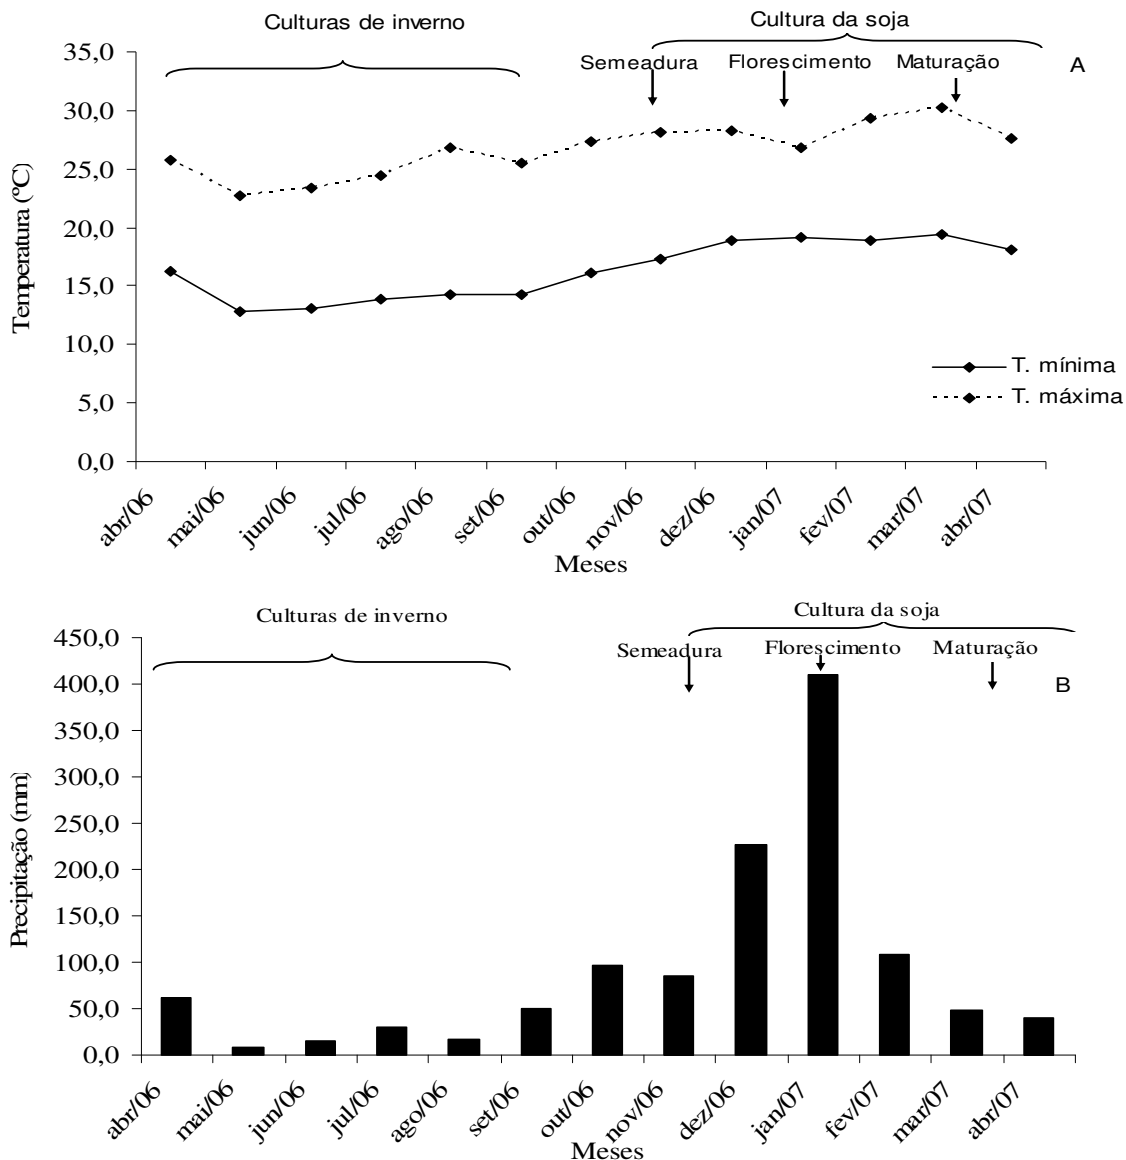 Culturas de inverno
Cultura da soja
Semeadura
Florescimento
Maturação
A
Temperatura (ºC)
35,0
30,0
25,0
20,0
15,0
10,0
5,0
0,0
T. mínima
T. máxima
abr/06
mai/06
jun/06
jul/06
ago/06
set/06
out/06
nov/06
dez/06
jan/07
fev/07
mar/07
abr/07
Meses
Culturas de inverno
Cultura da soja
Semeadura
Florescimento
Maturação
B
Precipitação (mm)
450,0
400,0
350,0
300,0
250,0
200,0
150,0
100,0
50,0
0,0
abr/06
mai/06
jun/06
jul/06
ago/06
set/06
out/06
nov/06
dez/06
jan/07
fev/07
mar/07
abr/07
Meses